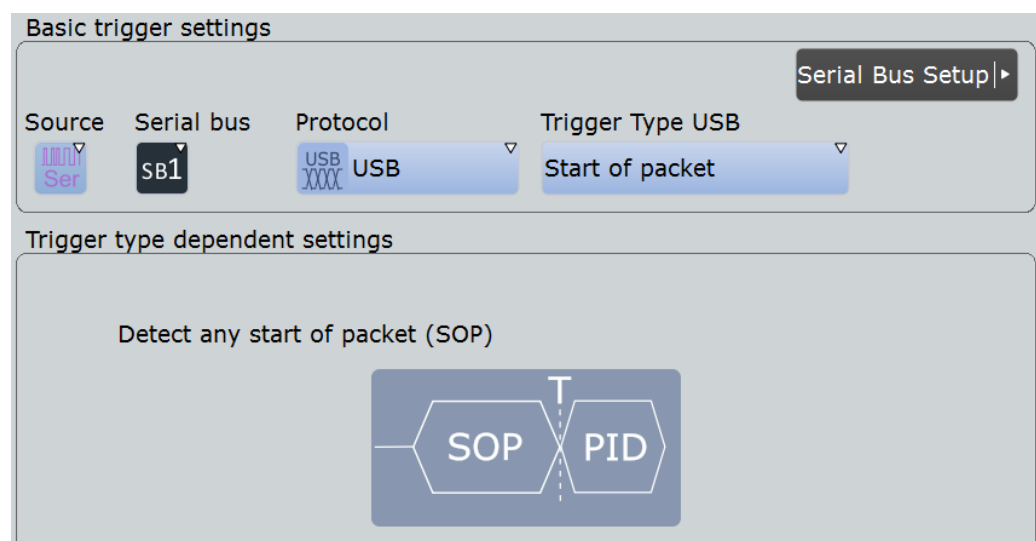 Basic trigger settings
Serial Bus Setup
Source Serial bus Protocol Trigger Type USB
Ser SB1 USB USB Start of packet
Trigger type dependent settings
Detect any start of packet (SOP)
T
SOP PID